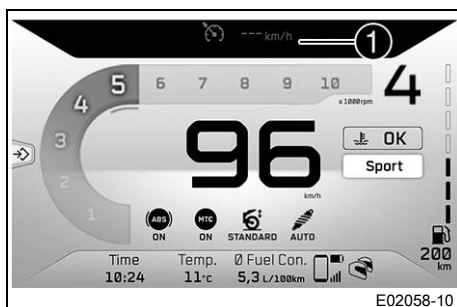 --- km/h
1
1 2 3 4 5 6 7 8 9 10
x 1000rpm
4
96
km/h
OK
Sport
ABS MTC
ON ON STANDARD AUTO
200
km
Time Temp. Ø Fuel Con.
10:24 11°C 5,3 L/100km
E02058-10